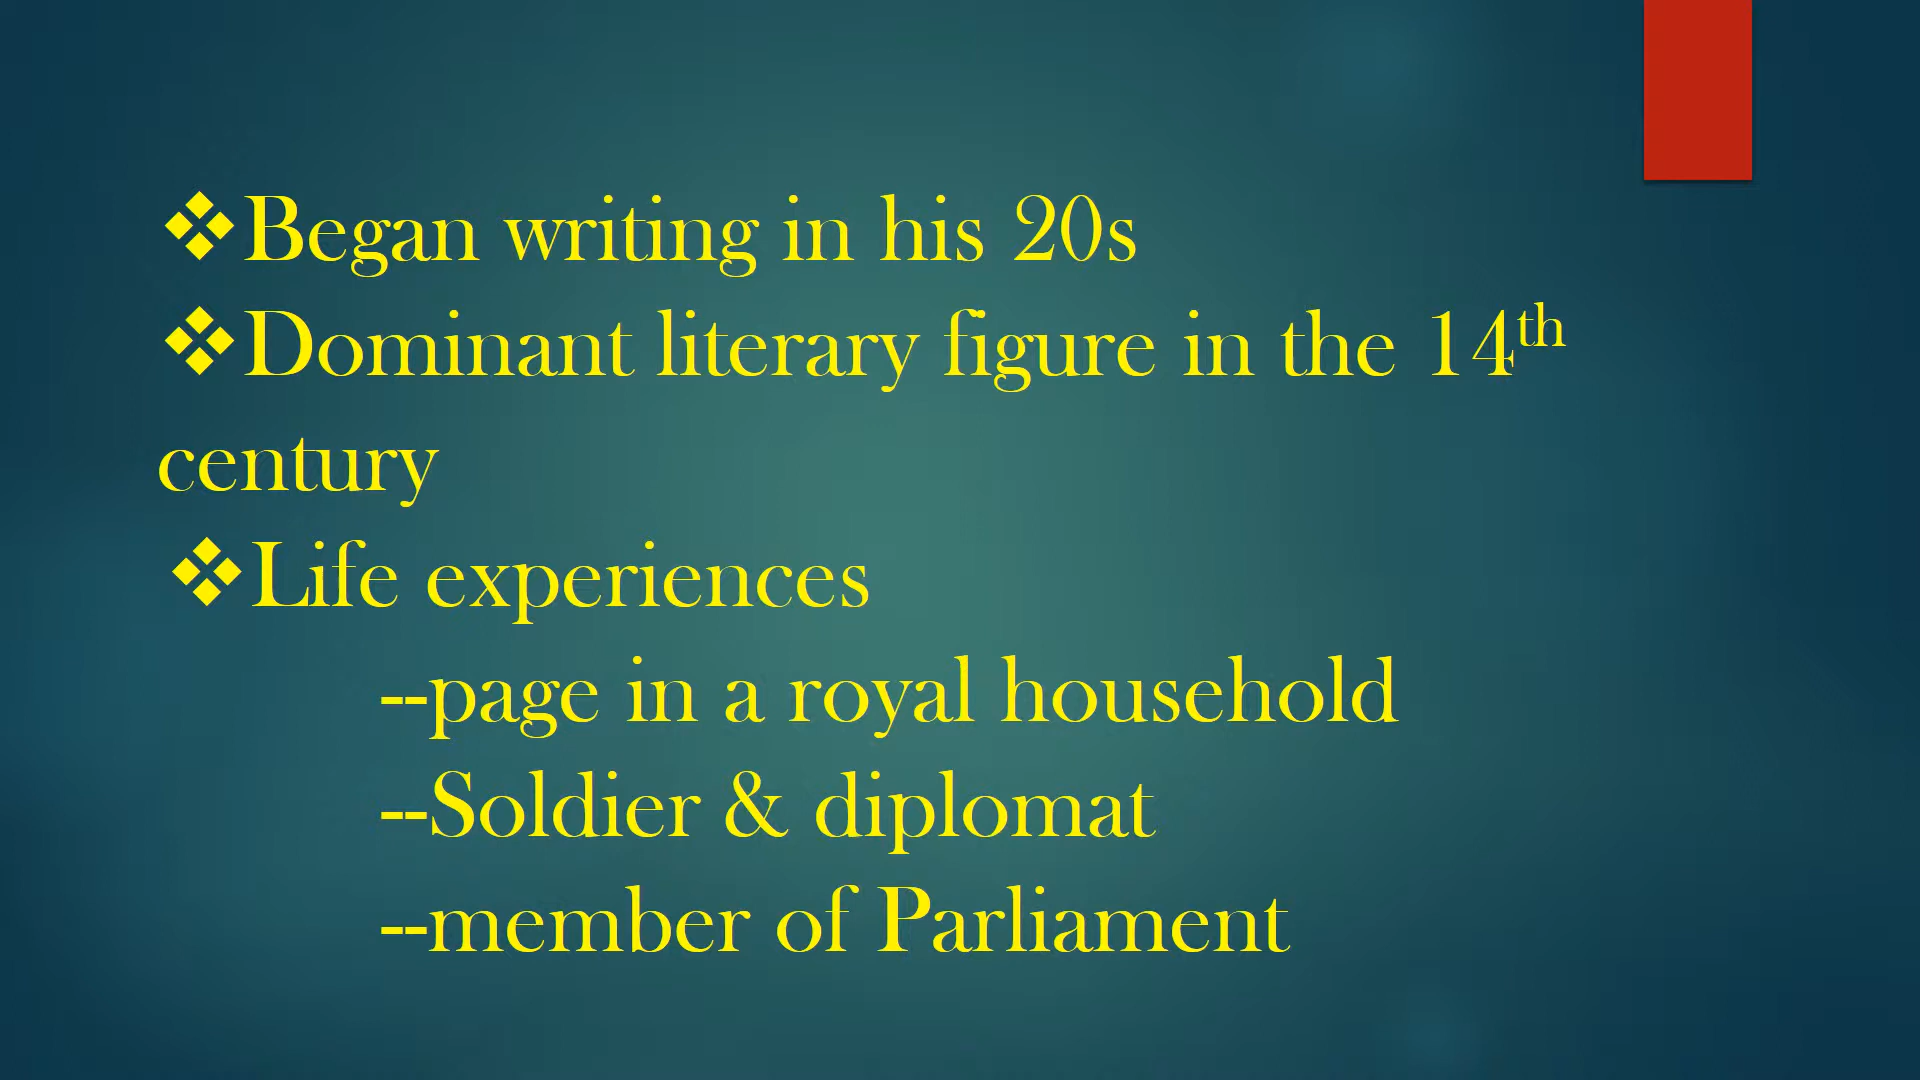 ❖Began writing in his 20s
❖Dominant literary figure in the 14th
century
❖Life experiences
--page in a royal household
--Soldier & diplomat
--member of Parliament